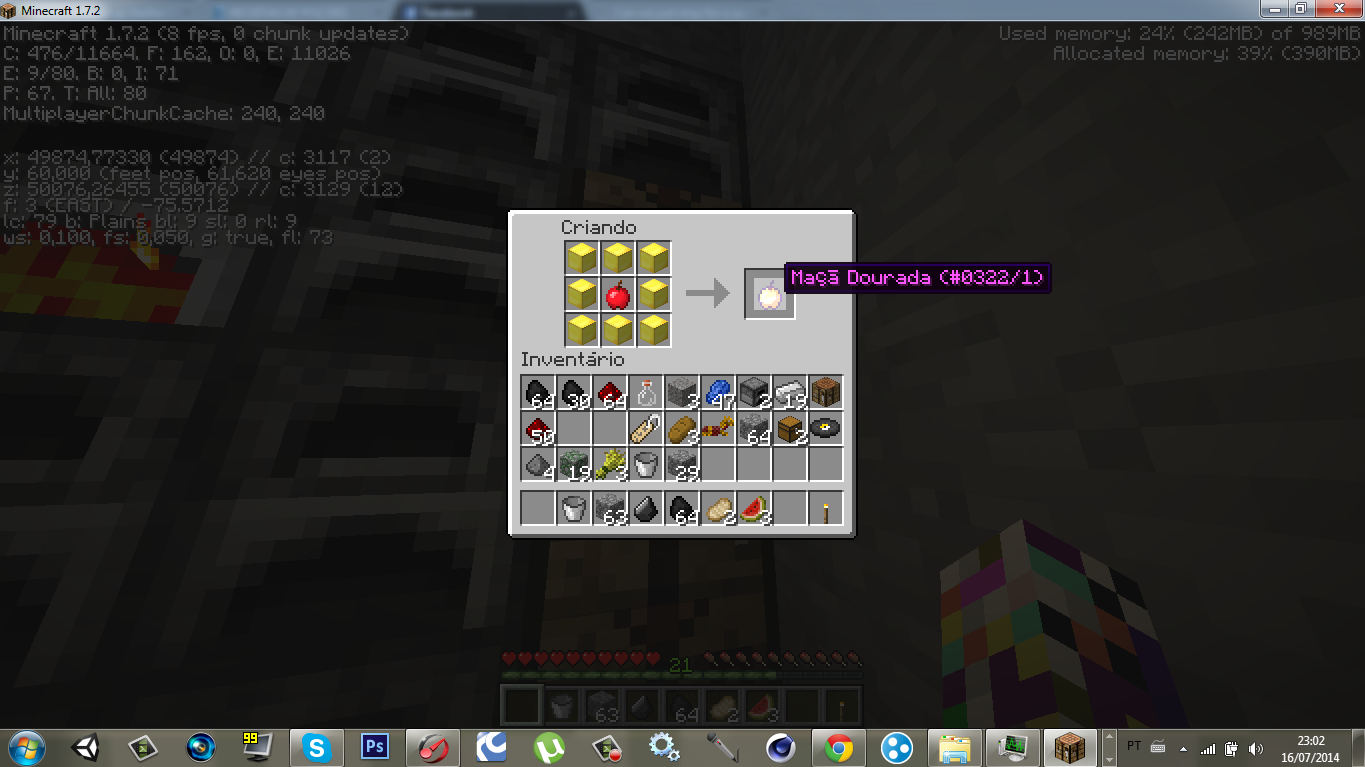 Minecraft 1.7.2
Minecraft 1.7.2 (8 fps, 0 chunk updates)
C: 476/11664. F: 162, O: 0, E: 11026
E: 9/80. B: 0, I: 71
P: 67. T: All: 80
MultiplayerChunkCache: 240, 240
Used memory: 24% (242MB) of 989MB
Allocated memory: 39% (390MB)
x: 49874,77330 (49874) // c: 3117 (2)
y: 60,000 (feet pos, 61,620 eyes pos)
z: 50076,26455 (50076) // c: 3129 (12)
f: 3 (EAST) / -75,5712
lc: 79 b: Plains bl: 9 sl: 0 rl: 9
ws: 0,100, fs: 0,050, g: true, fl: 73
Criando
Maçã Dourada (#0322/1)
Inventário
64 30 64 3 47 2 19
50 3 64 2
4 19 3 29
63 64 2 3
21
63 64 2 3
99
Ps
PT
23:02
16/07/2014